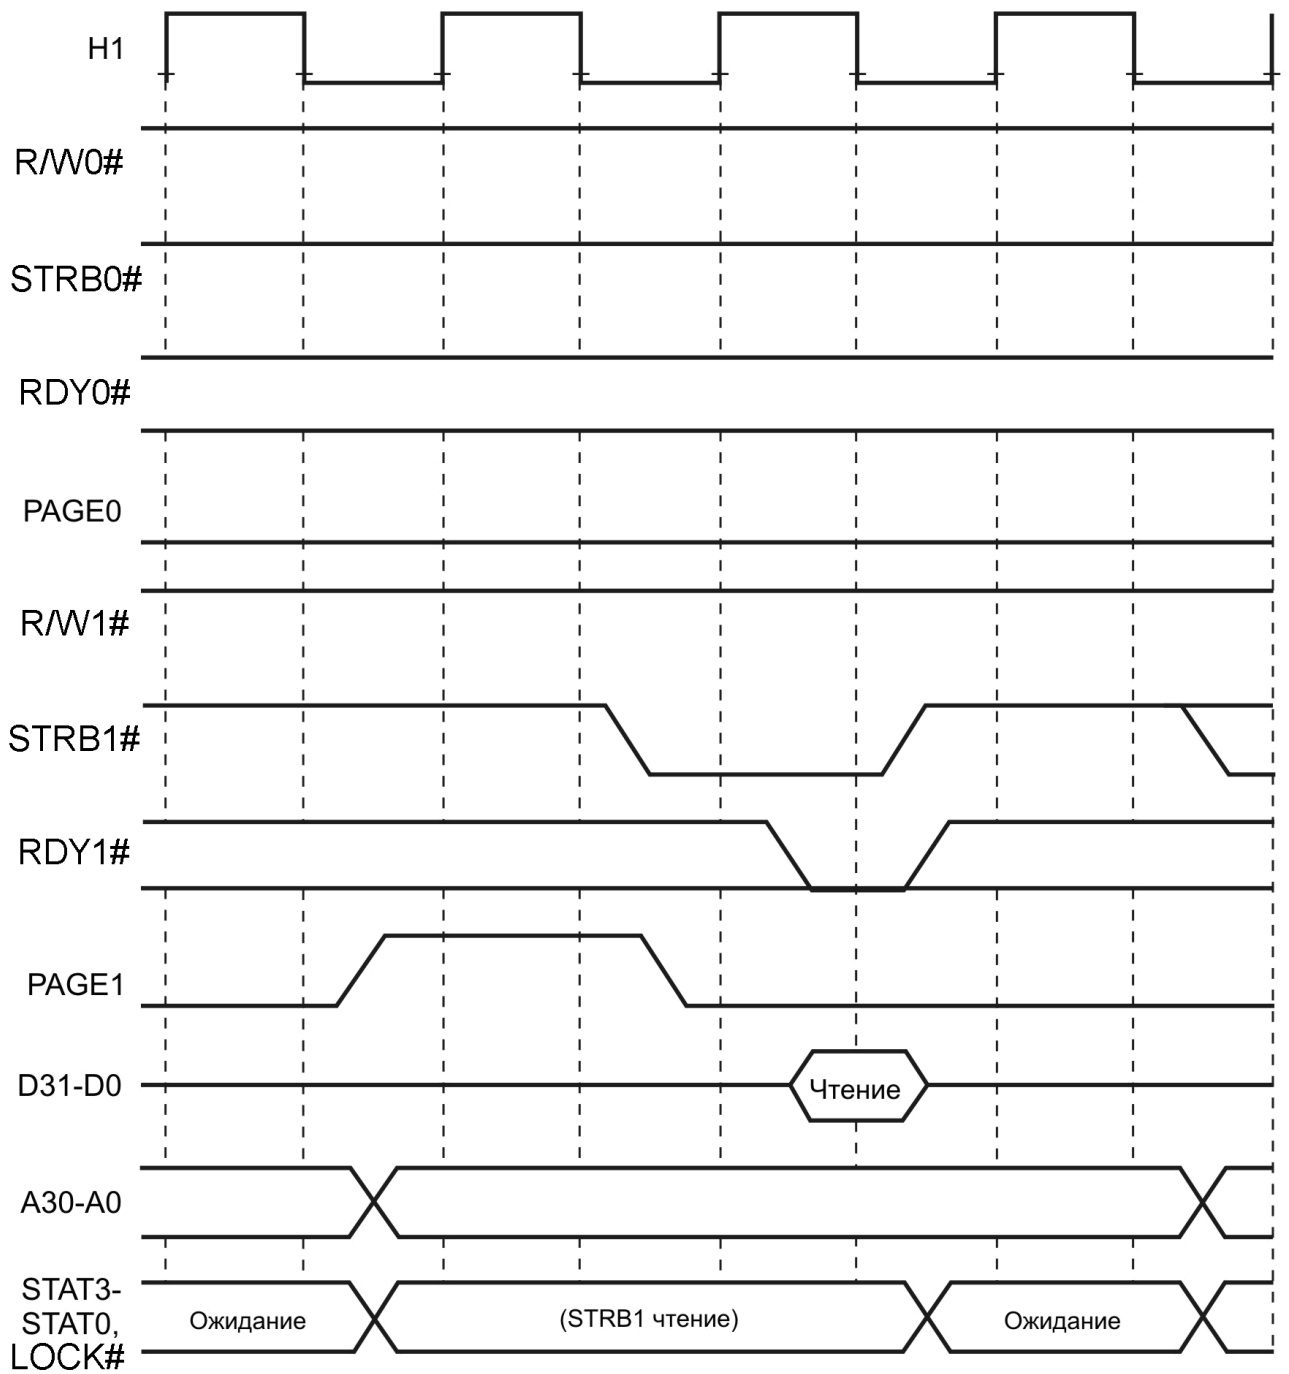 H1
R/W0#
STRB0#
RDY0#
PAGE0
R/W1#
STRB1#
RDY1#
PAGE1
D31-D0
Чтение
A30-A0
STAT3-
STAT0,
LOCK#
Ожидание
(STRB1 чтение)
Ожидание